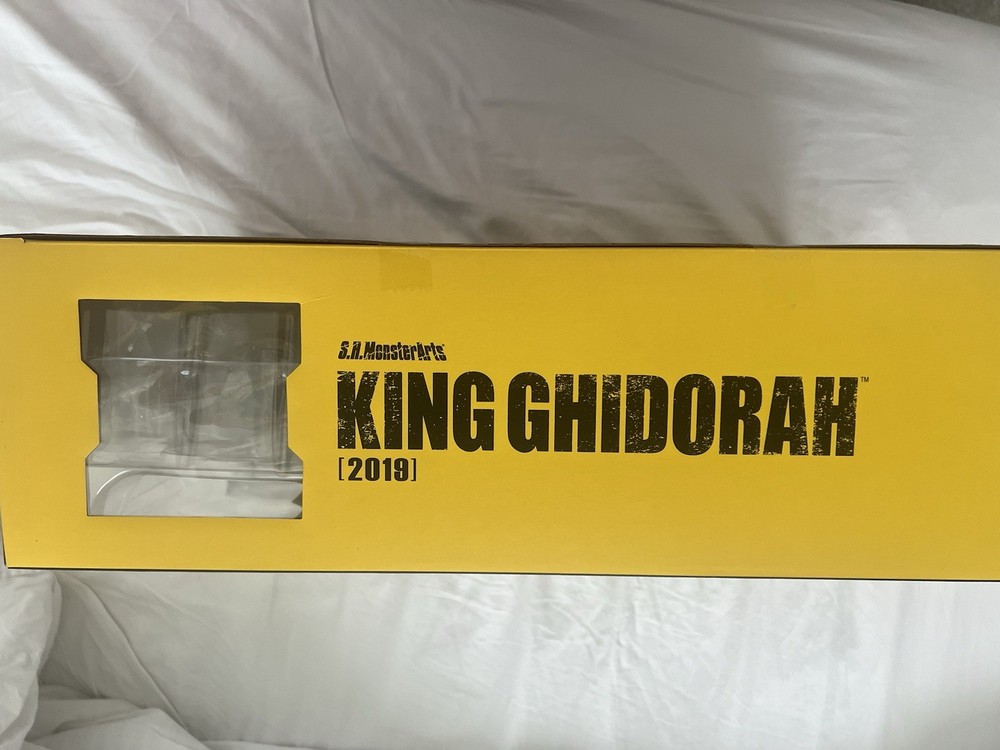 S.H.MonsterArts
KING GHIDORAH™
[2019]